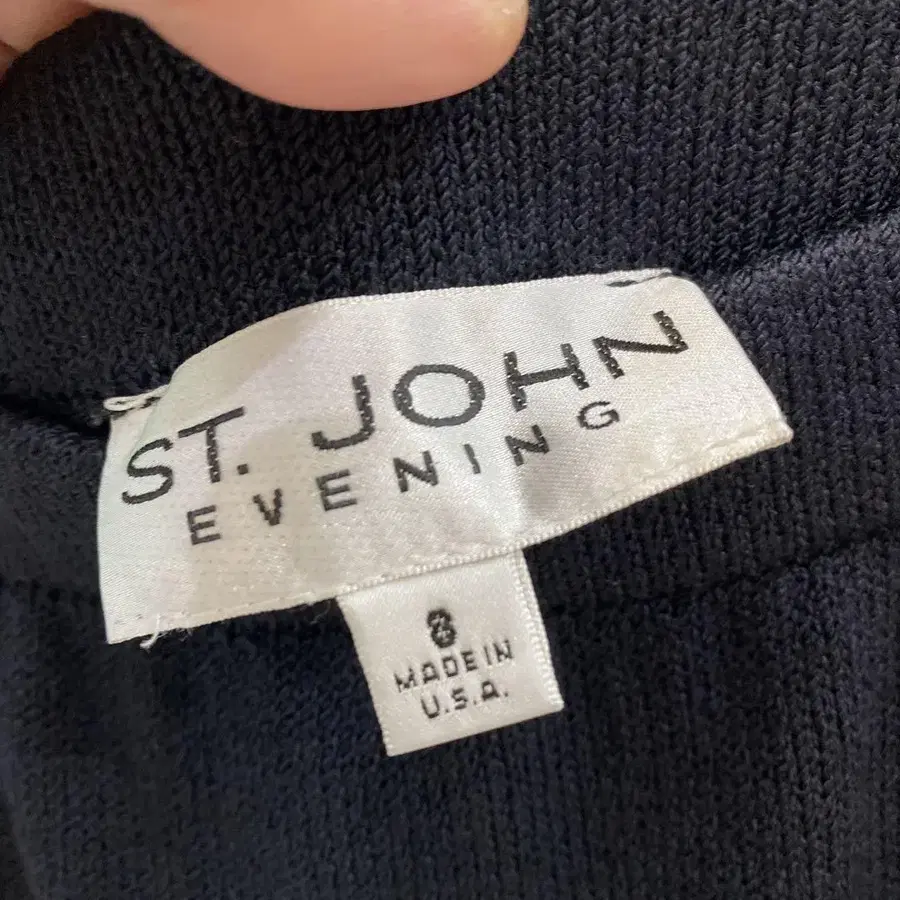 ST. JOHN
EVENING
8
MADE IN
U.S.A.